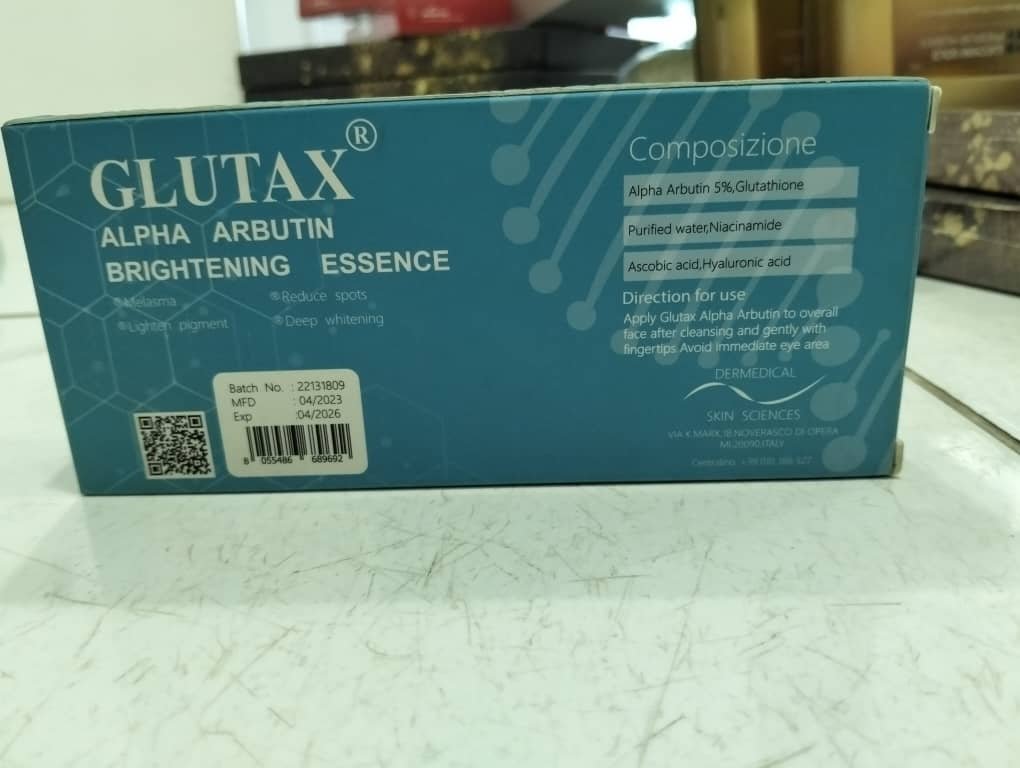 GLUTAX®
ALPHA ARBUTIN
BRIGHTENING ESSENCE
®Melasma ®Reduce spots
®Lighten pigment ®Deep whitening
Batch No. : 22131809
MFD : 04/2023
Exp :04/2026
8 055486 689692
Composizione
Alpha Arbutin 5%,Glutathione
Purified water,Niacinamide
Ascobic acid,Hyaluronic acid
Direction for use
Apply Glutax Alpha Arbutin to overall
face after cleansing and gently with
fingertips Avoid immediate eye area
DERMEDICAL
SKIN SCIENCES
VIA K.MARX,18,NOVERASCO DI OPERA
MI-20090,ITALY
Centralino